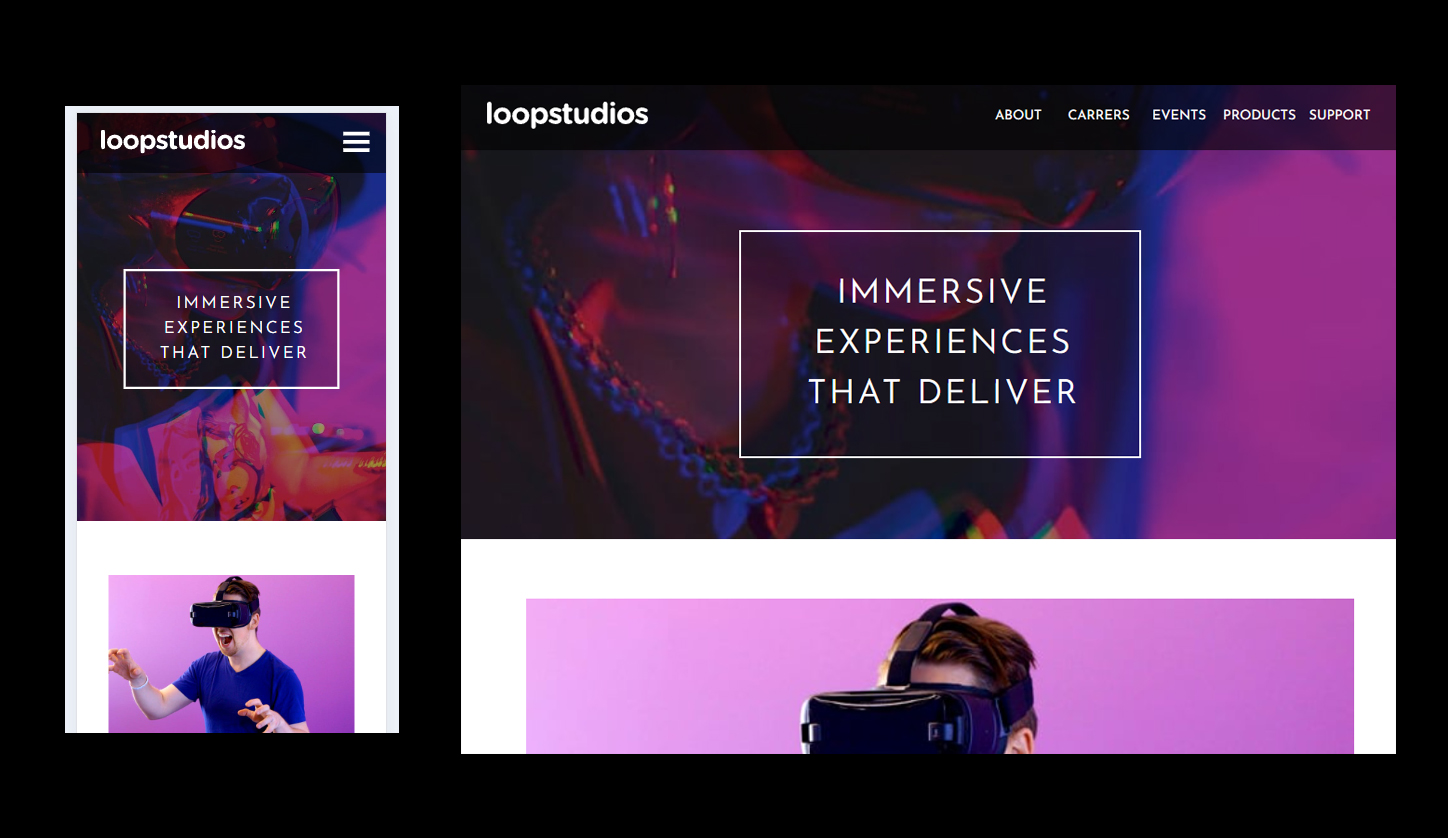 loopstudios
IMMERSIVE
EXPERIENCES
THAT DELIVER
loopstudios
ABOUT CARRERS EVENTS PRODUCTS SUPPORT
IMMERSIVE
EXPERIENCES
THAT DELIVER